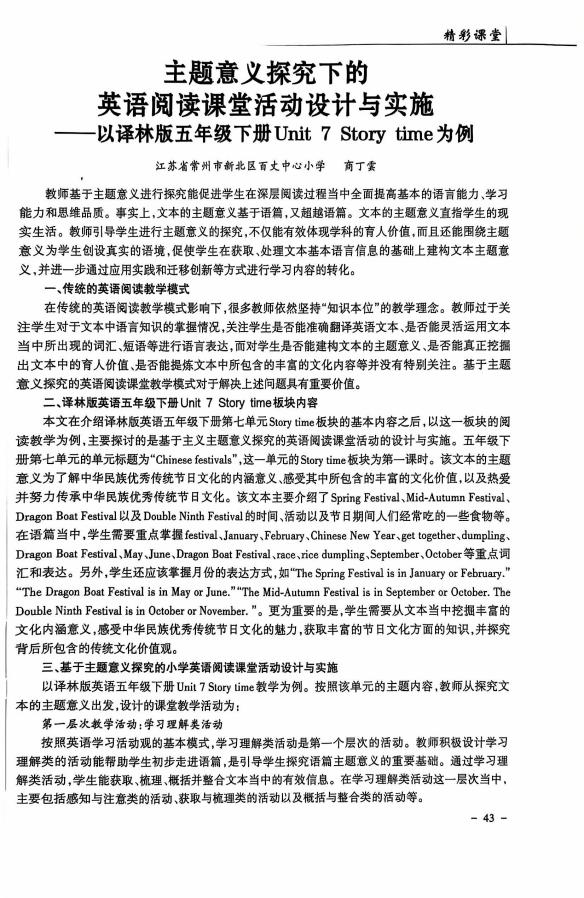 精彩课堂
主题意义探究下的
英语阅读课堂活动设计与实施
——以译林版五年级下册Unit 7 Story time为例
江苏省常州市新北区百丈中心小学 商丁雲
教师基于主题意义进行探究能促进学生在深层阅读过程当中全面提高基本的语言能力、学习
能力和思维品质。事实上,文本的主题意义基于语篇,又超越语篇。文本的主题意义直指学生的现
实生活。教师引导学生进行主题意义的探究,不仅能有效体现学科的育人价值,而且还能围绕主题
意义为学生创设真实的语境,促使学生在获取、处理文本基本语言信息的基础上建构文本主题意
义、并进一步通过应用实践和迁移创新等方式进行学习内容的转化。
一、传统的英语阅读教学模式
在传统的英语阅读教学模式影响下,很多教师依然坚持“知识本位”的教学理念。教师过于关
注学生对于文本中语言知识的掌握情况,关注学生是否能准确翻译英语文本、是否能灵活运用文本
当中所出现的词汇、短语等进行语言表达,而对学生是否能建构文本的主题意义、是否能真正挖掘
出文本中的育人价值、是否能提炼文本中所包含的丰富的文化内容等并没有特别关注。基于主题
意义探究的英语阅读课堂教学模式对于解决上述问题具有重要价值。
二、译林版英语五年级下册Unit 7 Story time板块内容
本文在介绍译林版英语五年级下册第七单元Story time板块的基本内容之后,以这一板块的阅
读教学为例,主要探讨的是基于主义主题意义探究的英语阅读课堂活动的设计与实施。五年级下
册第七单元的单元标题为“Chinese festivals”,这一单元的Story time板块为第一课时。该文本的主题
意义为了解中华民族优秀传统节日文化的内涵意义、感受其中所包含的丰富的文化价值,以及热爱
并努力传承中华民族优秀传统节日文化。该文本主要介绍了Spring Festival、Mid-Autumn Festival、
Dragon Boat Festival以及Double Ninth Festival的时间、活动以及节日期间人们经常吃的一些食物等。
在语篇当中,学生需要重点掌握festival、January、February、Chinese New Year、get together、dumpling、
Dragon Boat Festival、May、June、Dragon Boat Festival、race、rice dumpling、September、October等重点词
汇和表达。另外,学生还应该掌握月份的表达方式,如“The Spring Festival is in January or February.”
“The Dragon Boat Festival is in May or June.”“The Mid-Autumn Festival is in September or October. The
Double Ninth Festival is in October or November. ”。更为重要的是,学生需要从文本当中挖掘丰富的
文化内涵意义,感受中华民族优秀传统节日文化的魅力,获取丰富的节日文化方面的知识,并探究
背后所包含的传统文化价值观。
三、基于主题意义探究的小学英语阅读课堂活动设计与实施
以译林版英语五年级下册Unit 7 Story time教学为例。按照该单元的主题内容,教师从探究文
本的主题意义出发,设计的课堂教学活动为:
第一层次教学活动:学习理解类活动
按照英语学习活动观的基本模式,学习理解类活动是第一个层次的活动。教师积极设计学习
理解类的活动能帮助学生初步走进语篇,是引导学生探究语篇主题意义的重要基础。通过学习理
解类活动,学生能获取、梳理、概括并整合文本当中的有效信息。在学习理解类活动这一层次当中,
主要包括感知与注意类的活动、获取与梳理类的活动以及概括与整合类的活动等。
- 43 -